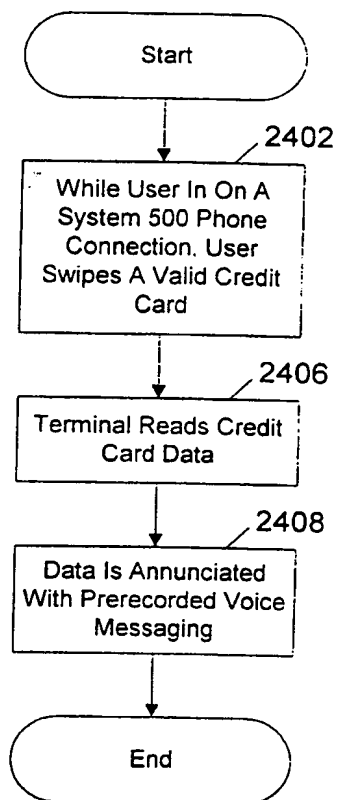 Start
2402
While User In On A
System 500 Phone
Connection. User
Swipes A Valid Credit
Card
2406
Terminal Reads Credit
Card Data
2408
Data Is Annunciated
With Prerecorded Voice
Messaging
End